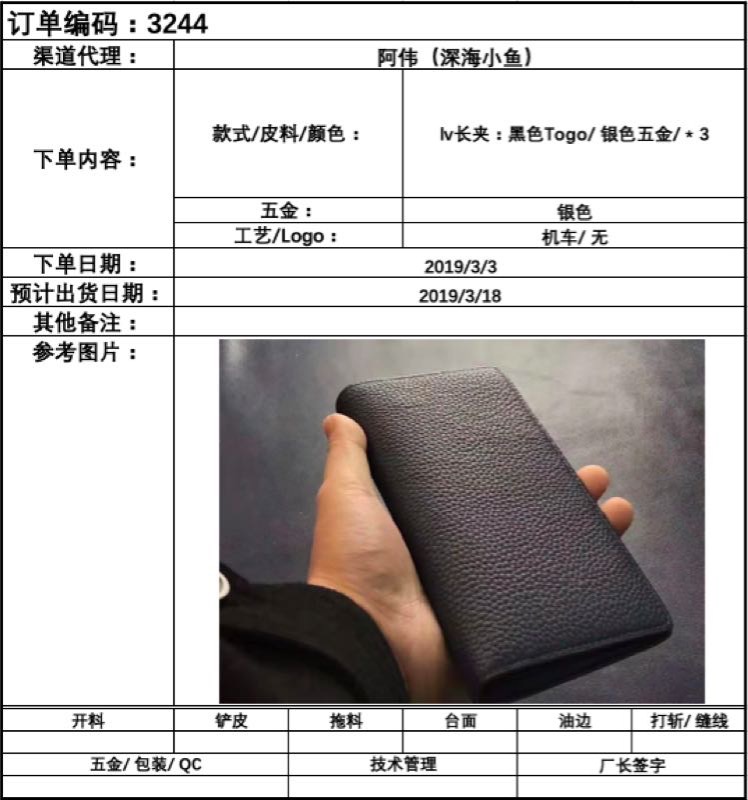 订单编码：3244
渠道代理：
阿伟（深海小鱼）
下单内容：
款式/皮料/颜色：
lv长夹：黑色Togo/ 银色五金/ * 3
五金：
银色
工艺/Logo：
机车/ 无
下单日期：
2019/3/3
预计出货日期：
2019/3/18
其他备注：
参考图片：
开料
铲皮
拖料
台面
油边
打斩/ 缝线
五金/ 包装/ QC
技术管理
厂长签字